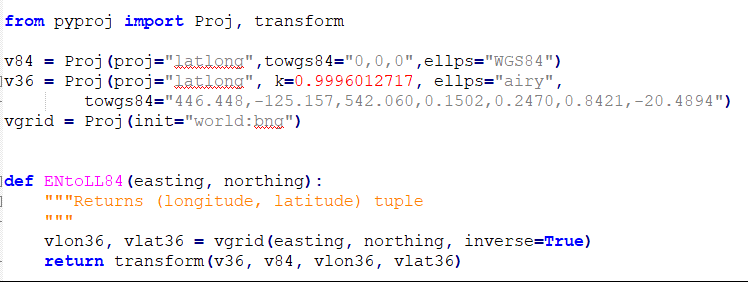 from pyproj import Proj, transform
v84 = Proj(proj="latlong",towgs84="0,0,0",ellps="WGS84")
v36 = Proj(proj="latlong", k=0.9996012717, ellps="airy",
towgs84="446.448,-125.157,542.060,0.1502,0.2470,0.8421,-20.4894")
vgrid = Proj(init="world:bng")
def ENtoLL84(easting, northing):
"""Returns (longitude, latitude) tuple
"""
vlon36, vlat36 = vgrid(easting, northing, inverse=True)
return transform(v36, v84, vlon36, vlat36)